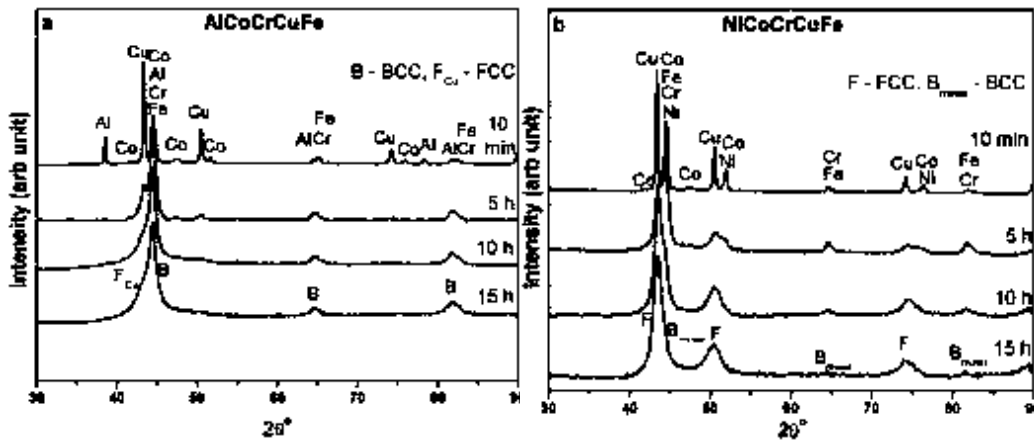 a
AlCoCrCuFe
B - BCC, F_Cu - FCC
Cu
Co
Al
Cr
Fe
Al
Co
Co
Cu
Co
Fe
AlCr
Cu
Co
Al
Fe
AlCr
10
min
5 h
10 h
F_Cu
B
B
B
15 h
Intensity (arb unit)
30
40
50
60
70
80
2θ°
b
NiCoCrCuFe
F - FCC, B_minor - BCC
Cu
Co
Fe
Cr
Ni
Co
Co
Cu
Co
Ni
Cr
Fe
Cu
Co
Ni
Fe
Cr
10 min
5 h
10 h
F
F
F
B_minor
15 h
Intensity (arb unit)
30
40
50
60
70
80
90
2θ°